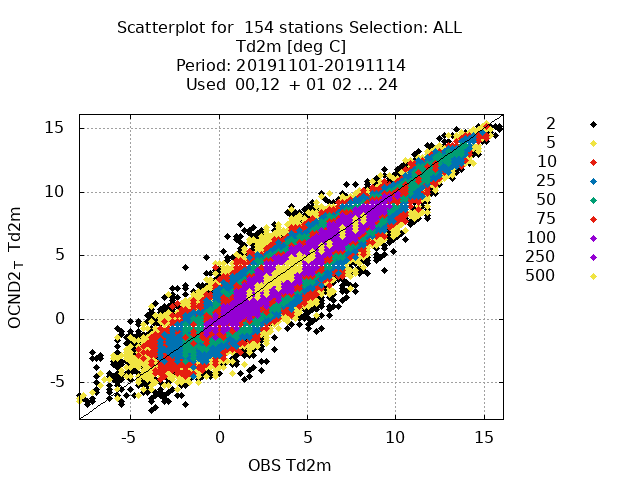 Scatterplot for 154 stations Selection: ALL
Td2m [deg C]
Period: 20191101-20191114
Used 00,12 + 01 02 ... 24
2
5
10
25
50
75
100
250
500
15
10
5
0
-5
OCND2_T Td2m
-5 0 5 10 15
OBS Td2m